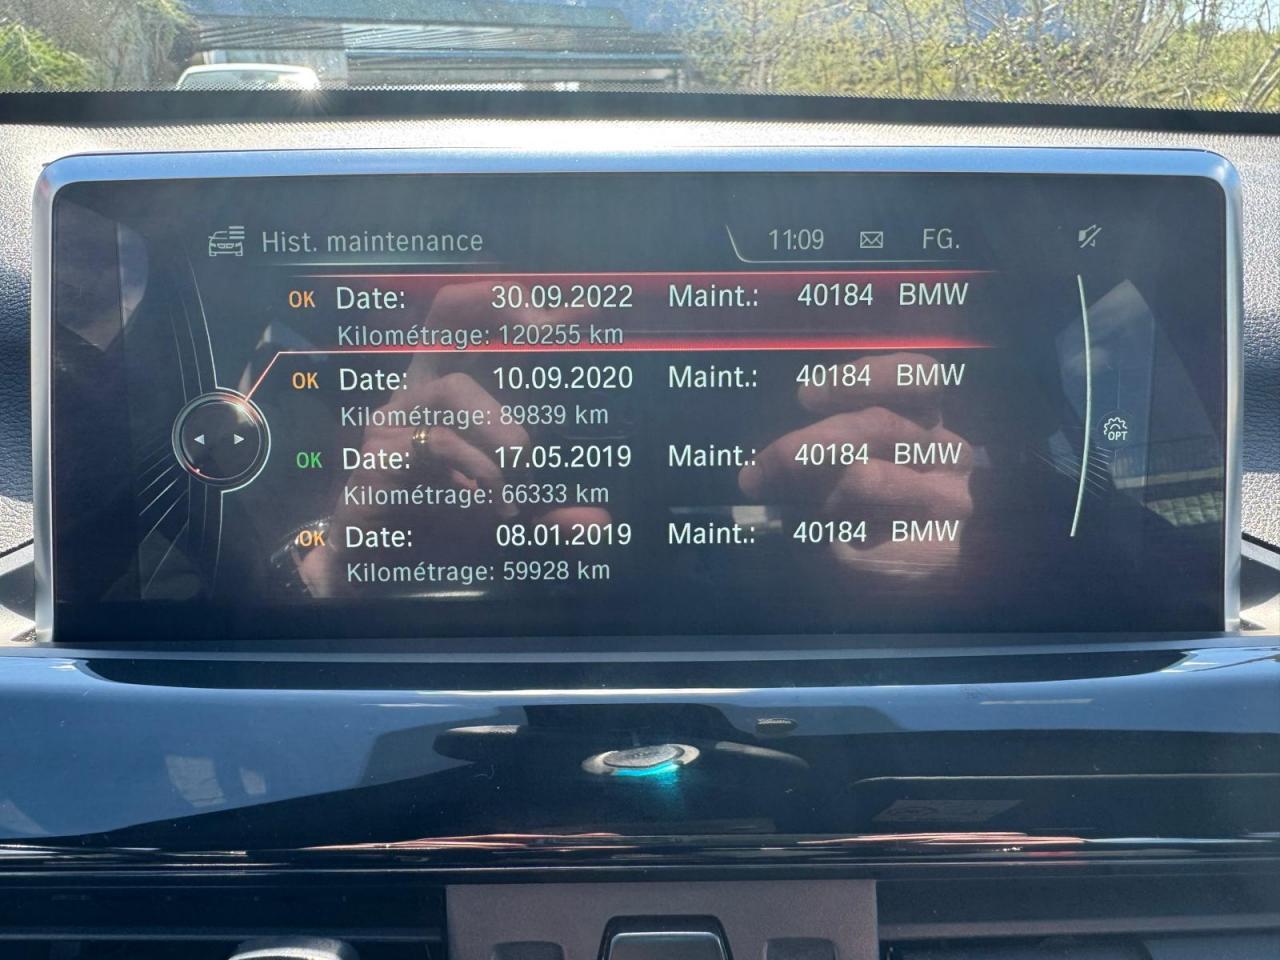 Hist. maintenance 11:09 FG.
OK Date: 30.09.2022 Maint.: 40184 BMW
Kilométrage: 120255 km
OK Date: 10.09.2020 Maint.: 40184 BMW
Kilométrage: 89839 km
OK Date: 17.05.2019 Maint.: 40184 BMW
Kilométrage: 66333 km
OK Date: 08.01.2019 Maint.: 40184 BMW
Kilométrage: 59928 km
OPT